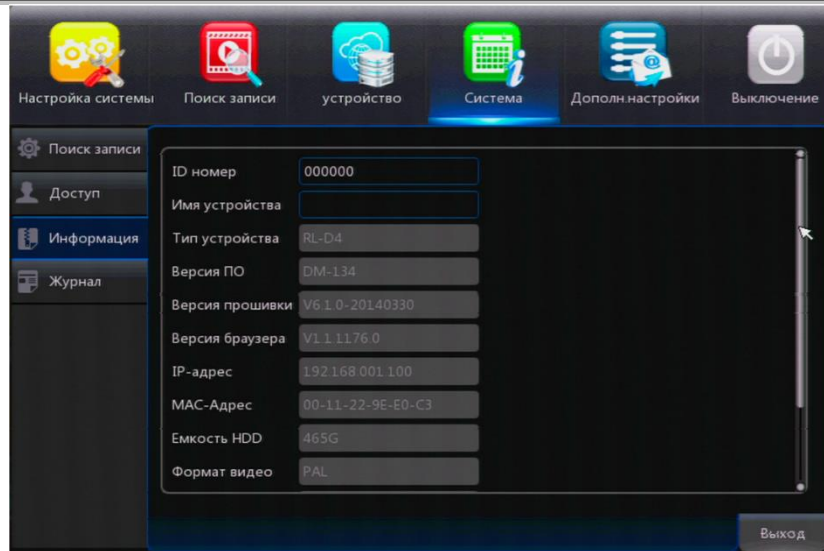 Настройка системы
Поиск записи
устройство
Система
Дополн.настройки
Выключение
Поиск записи
Доступ
Информация
Журнал
ID номер 000000
Имя устройства
Тип устройства RL-D4
Версия ПО DM-134
Версия прошивки V6.1.0-20140330
Версия браузера V1.1.1176.0
IP-адрес 192.168.001.100
MAC-Адрес 00-11-22-9E-E0-C3
Емкость HDD 465G
Формат видео PAL
Выход